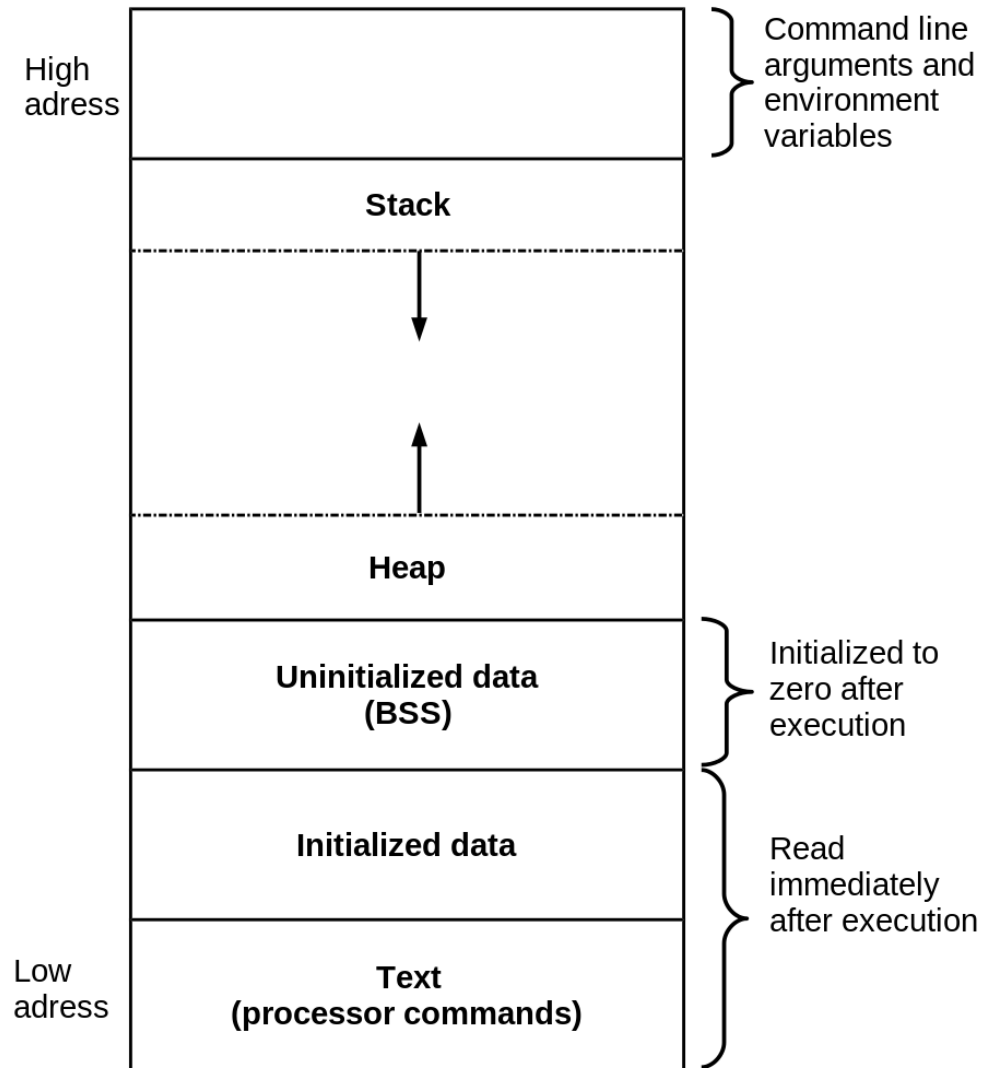 High
adress
Command line
arguments and
environment
variables
Stack
Heap
Uninitialized data
(BSS)
Initialized to
zero after
execution
Initialized data
Read
immediately
after execution
Low
adress
Text
(processor commands)